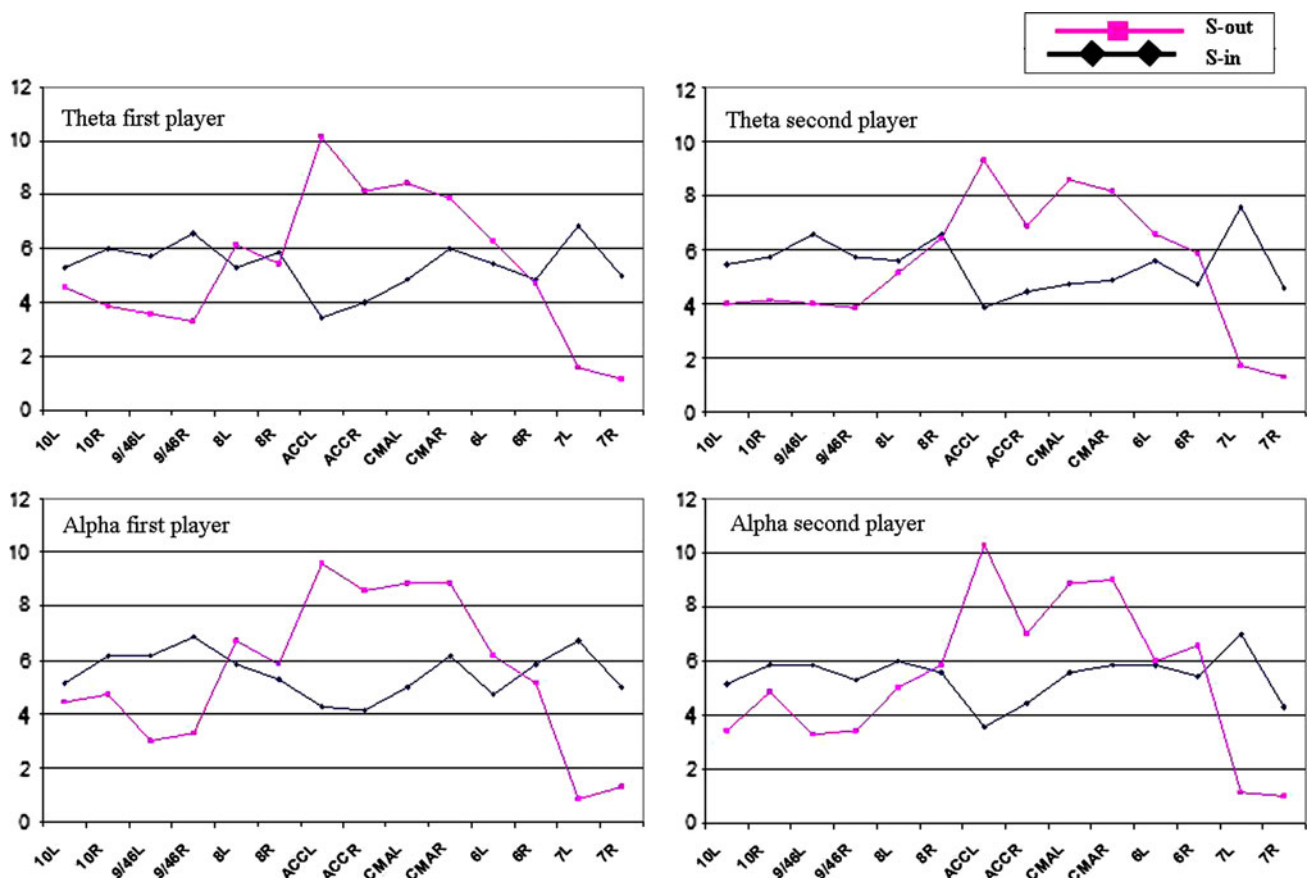 S-out
S-in
Theta first player
12
10
8
6
4
2
0
10L 10R 9/46L 9/46R 8L 8R ACCL ACCR CMAL CMAR 6L 6R 7L 7R
Theta second player
12
10
8
6
4
2
0
10L 10R 9/46L 9/46R 8L 8R ACCL ACCR CMAL CMAR 6L 6R 7L 7R
Alpha first player
12
10
8
6
4
2
0
10L 10R 9/46L 9/46R 8L 8R ACCL ACCR CMAL CMAR 6L 6R 7L 7R
Alpha second player
12
10
8
6
4
2
0
10L 10R 9/46L 9/46R 8L 8R ACCL ACCR CMAL CMAR 6L 6R 7L 7R